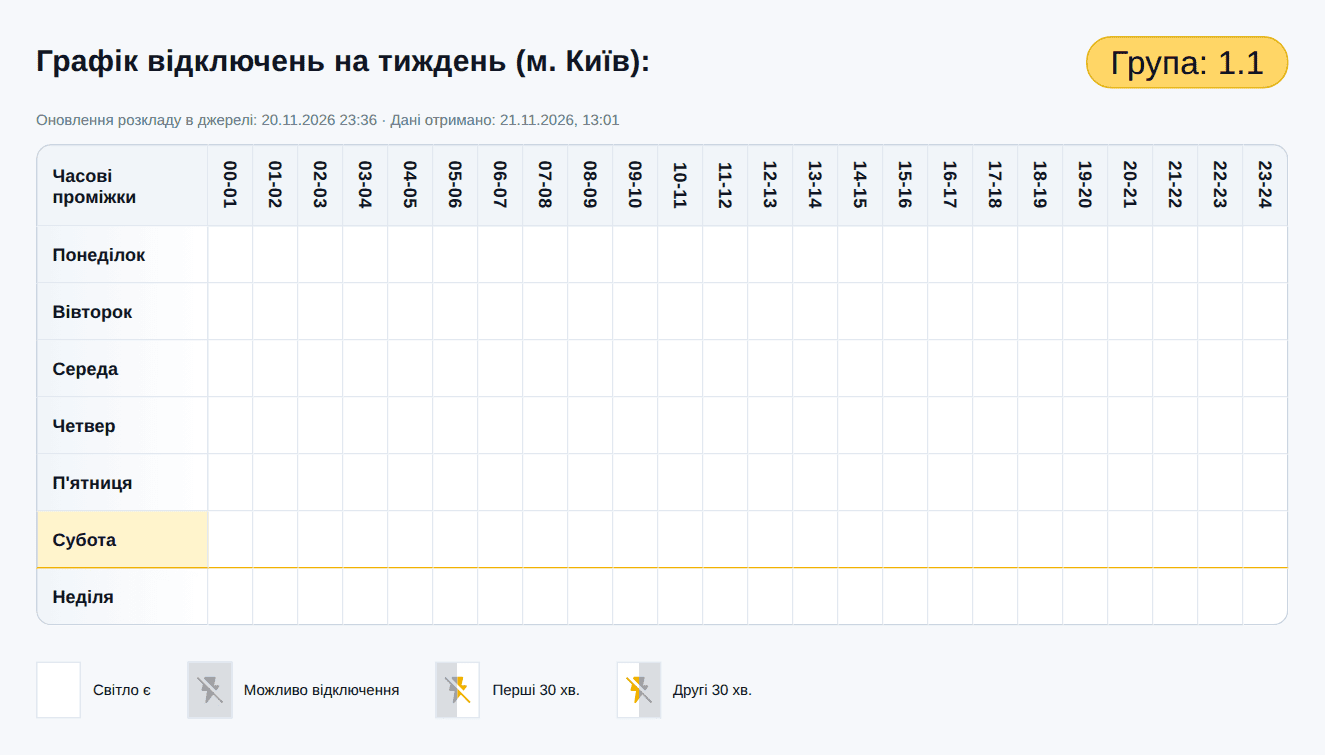 Графік відключень на тиждень (м. Київ):
Група: 1.1
Оновлення розкладу в джерелі: 20.11.2026 23:36 · Дані отримано: 21.11.2026, 13:01
Часові
проміжки
00-01
01-02
02-03
03-04
04-05
05-06
06-07
07-08
08-09
09-10
10-11
11-12
12-13
13-14
14-15
15-16
16-17
17-18
18-19
19-20
20-21
21-22
22-23
23-24
Понеділок
Вівторок
Середа
Четвер
П'ятниця
Субота
Неділя
Світло є
Можливо відключення
Перші 30 хв.
Другі 30 хв.